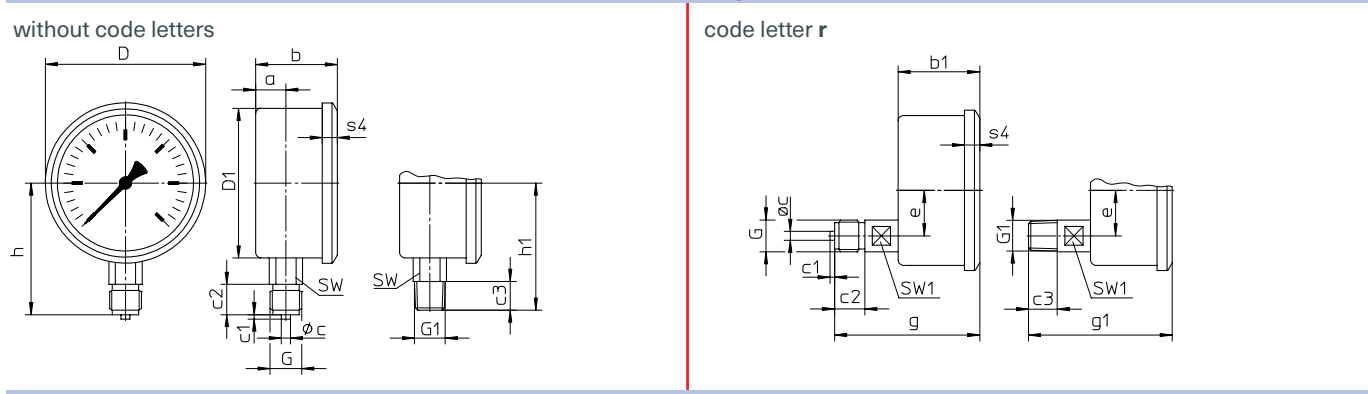 without code letters
D
b
a
s4
D1
h
h1
SW
SW
c2
c3
c1
øc
G1
G
code letter r
b1
s4
øc
G
e
G1
e
c1
SW1
SW1
c2
c3
g
g1